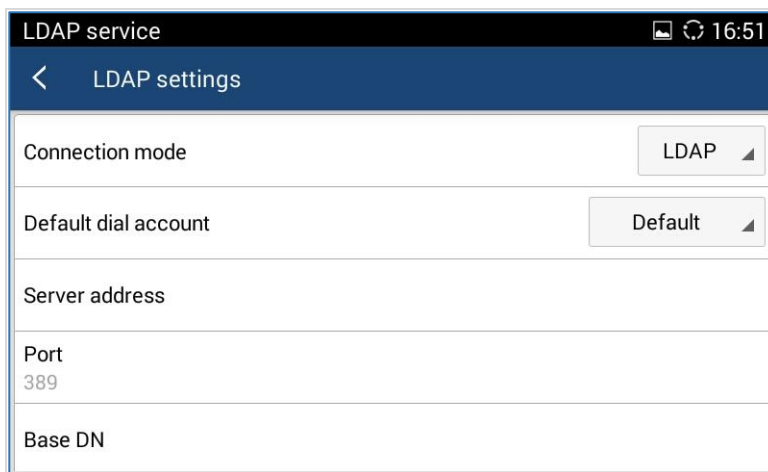 LDAP service 16:51
LDAP settings
Connection mode LDAP
Default dial account Default
Server address
Port
389
Base DN